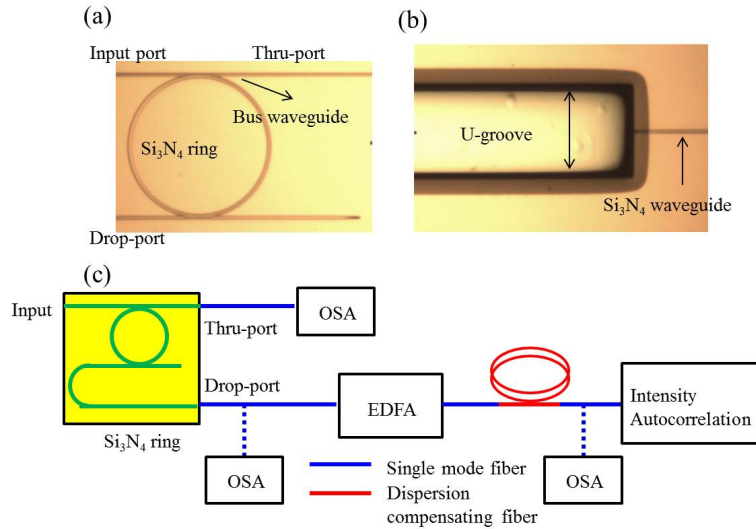 (a)
Input port
Thru-port
Bus waveguide
Si₃N₄ ring
Drop-port
(b)
U-groove
Si₃N₄ waveguide
(c)
Input
OSA
Thru-port
Drop-port
EDFA
Intensity
Autocorrelation
Si₃N₄ ring
OSA
Single mode fiber
Dispersion
compensating fiber
OSA